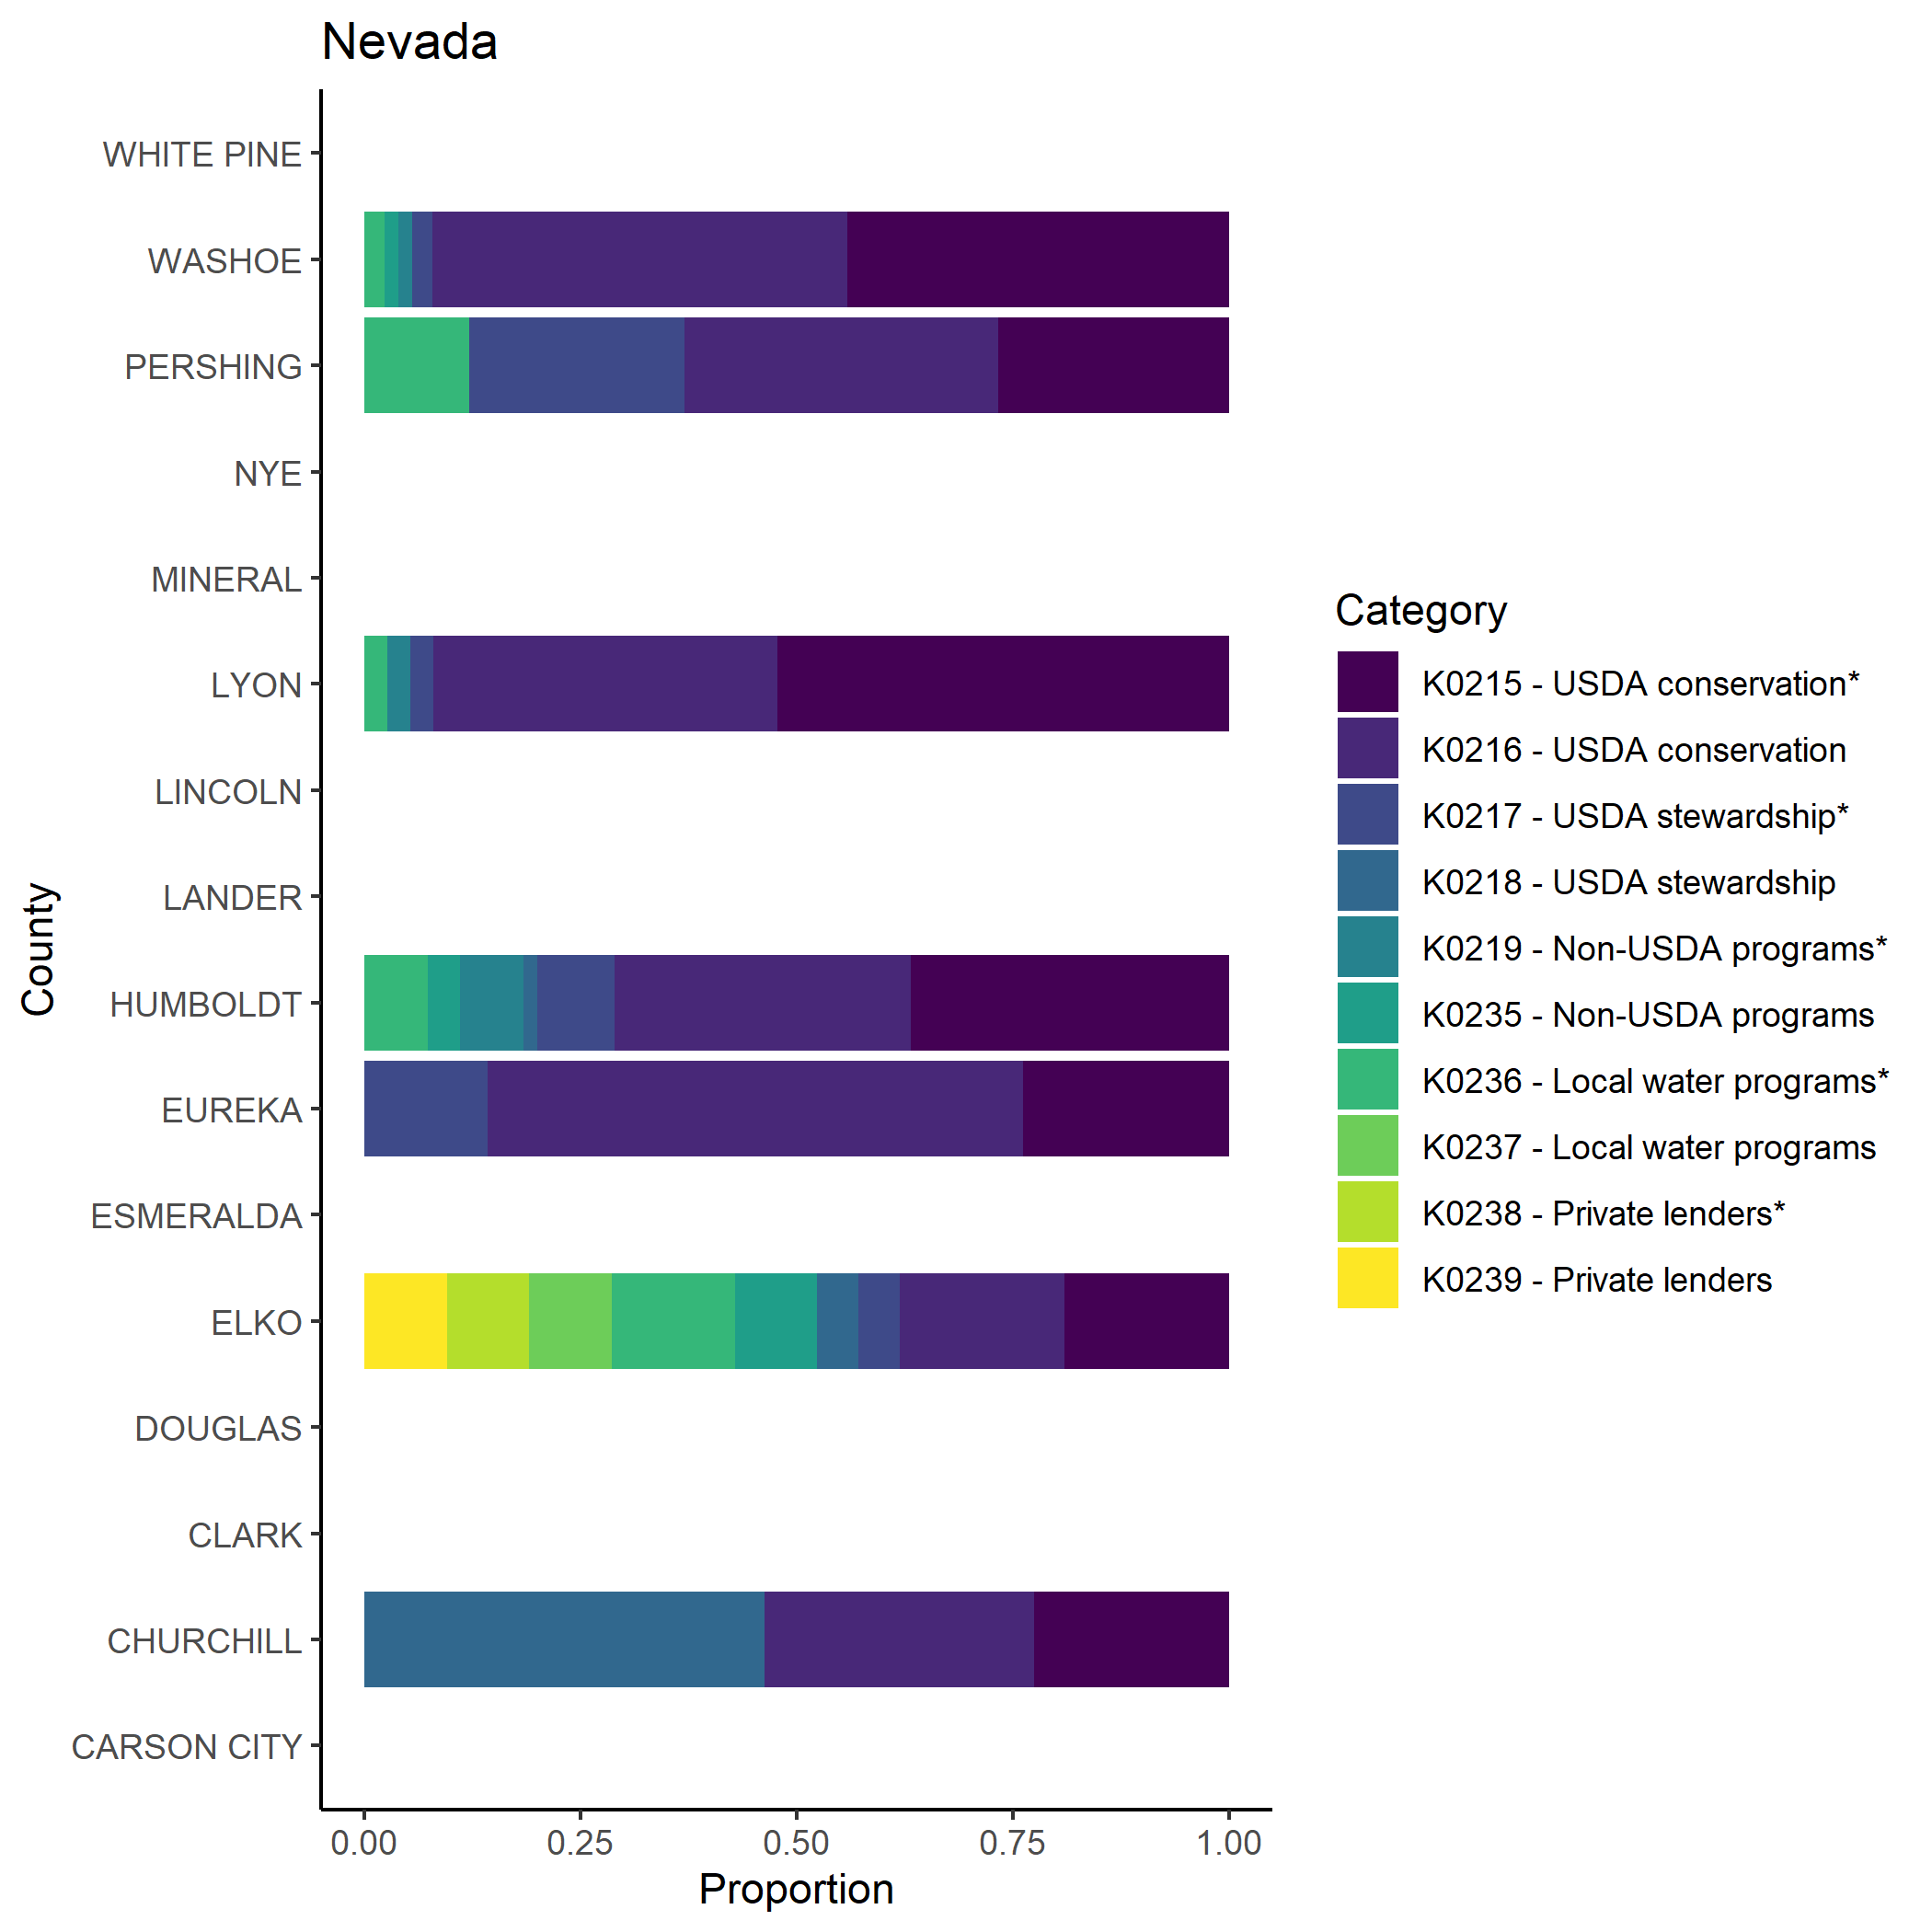 Nevada
WHITE PINE
WASHOE
PERSHING
NYE
MINERAL
LYON
LINCOLN
LANDER
HUMBOLDT
EUREKA
ESMERALDA
ELKO
DOUGLAS
CLARK
CHURCHILL
CARSON CITY
County
0.00 0.25 0.50 0.75 1.00
Proportion
Category
K0215 - USDA conservation*
K0216 - USDA conservation
K0217 - USDA stewardship*
K0218 - USDA stewardship
K0219 - Non-USDA programs*
K0235 - Non-USDA programs
K0236 - Local water programs*
K0237 - Local water programs
K0238 - Private lenders*
K0239 - Private lenders